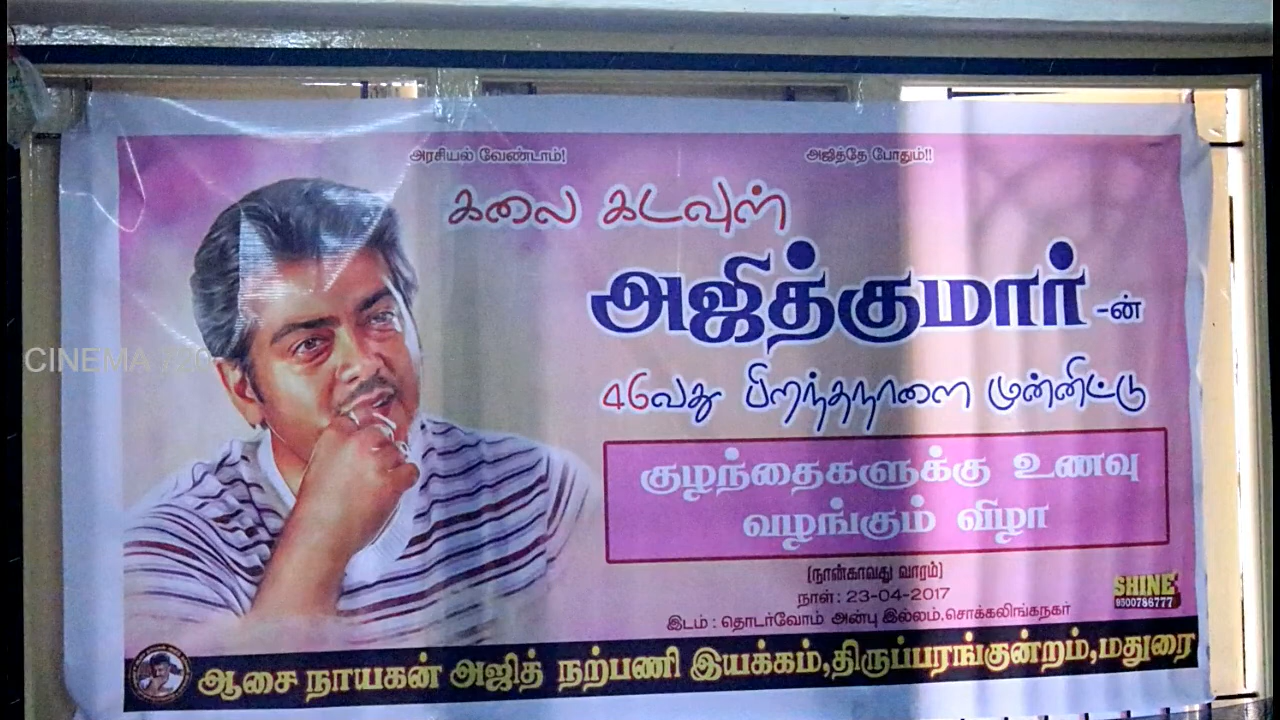 அரசியல் வேண்டாம்! அஜித்தே போதும்!!
கலை கடவுள்
அஜித்குமார் -ன்
46வது பிறந்தநாளை முன்னிட்டு
குழந்தைகளுக்கு உணவு
வழங்கும் விழா
(நான்காவது வாரம்)
நாள் : 23-04-2017
இடம் : தொடர்வோம் அன்பு இல்லம்.சொக்கலிங்கநகர்
SHINE
9500786777
ஆசை நாயகன் அஜித் நற்பணி இயக்கம்,திருப்பரங்குன்றம்,மதுரை
CINEMA